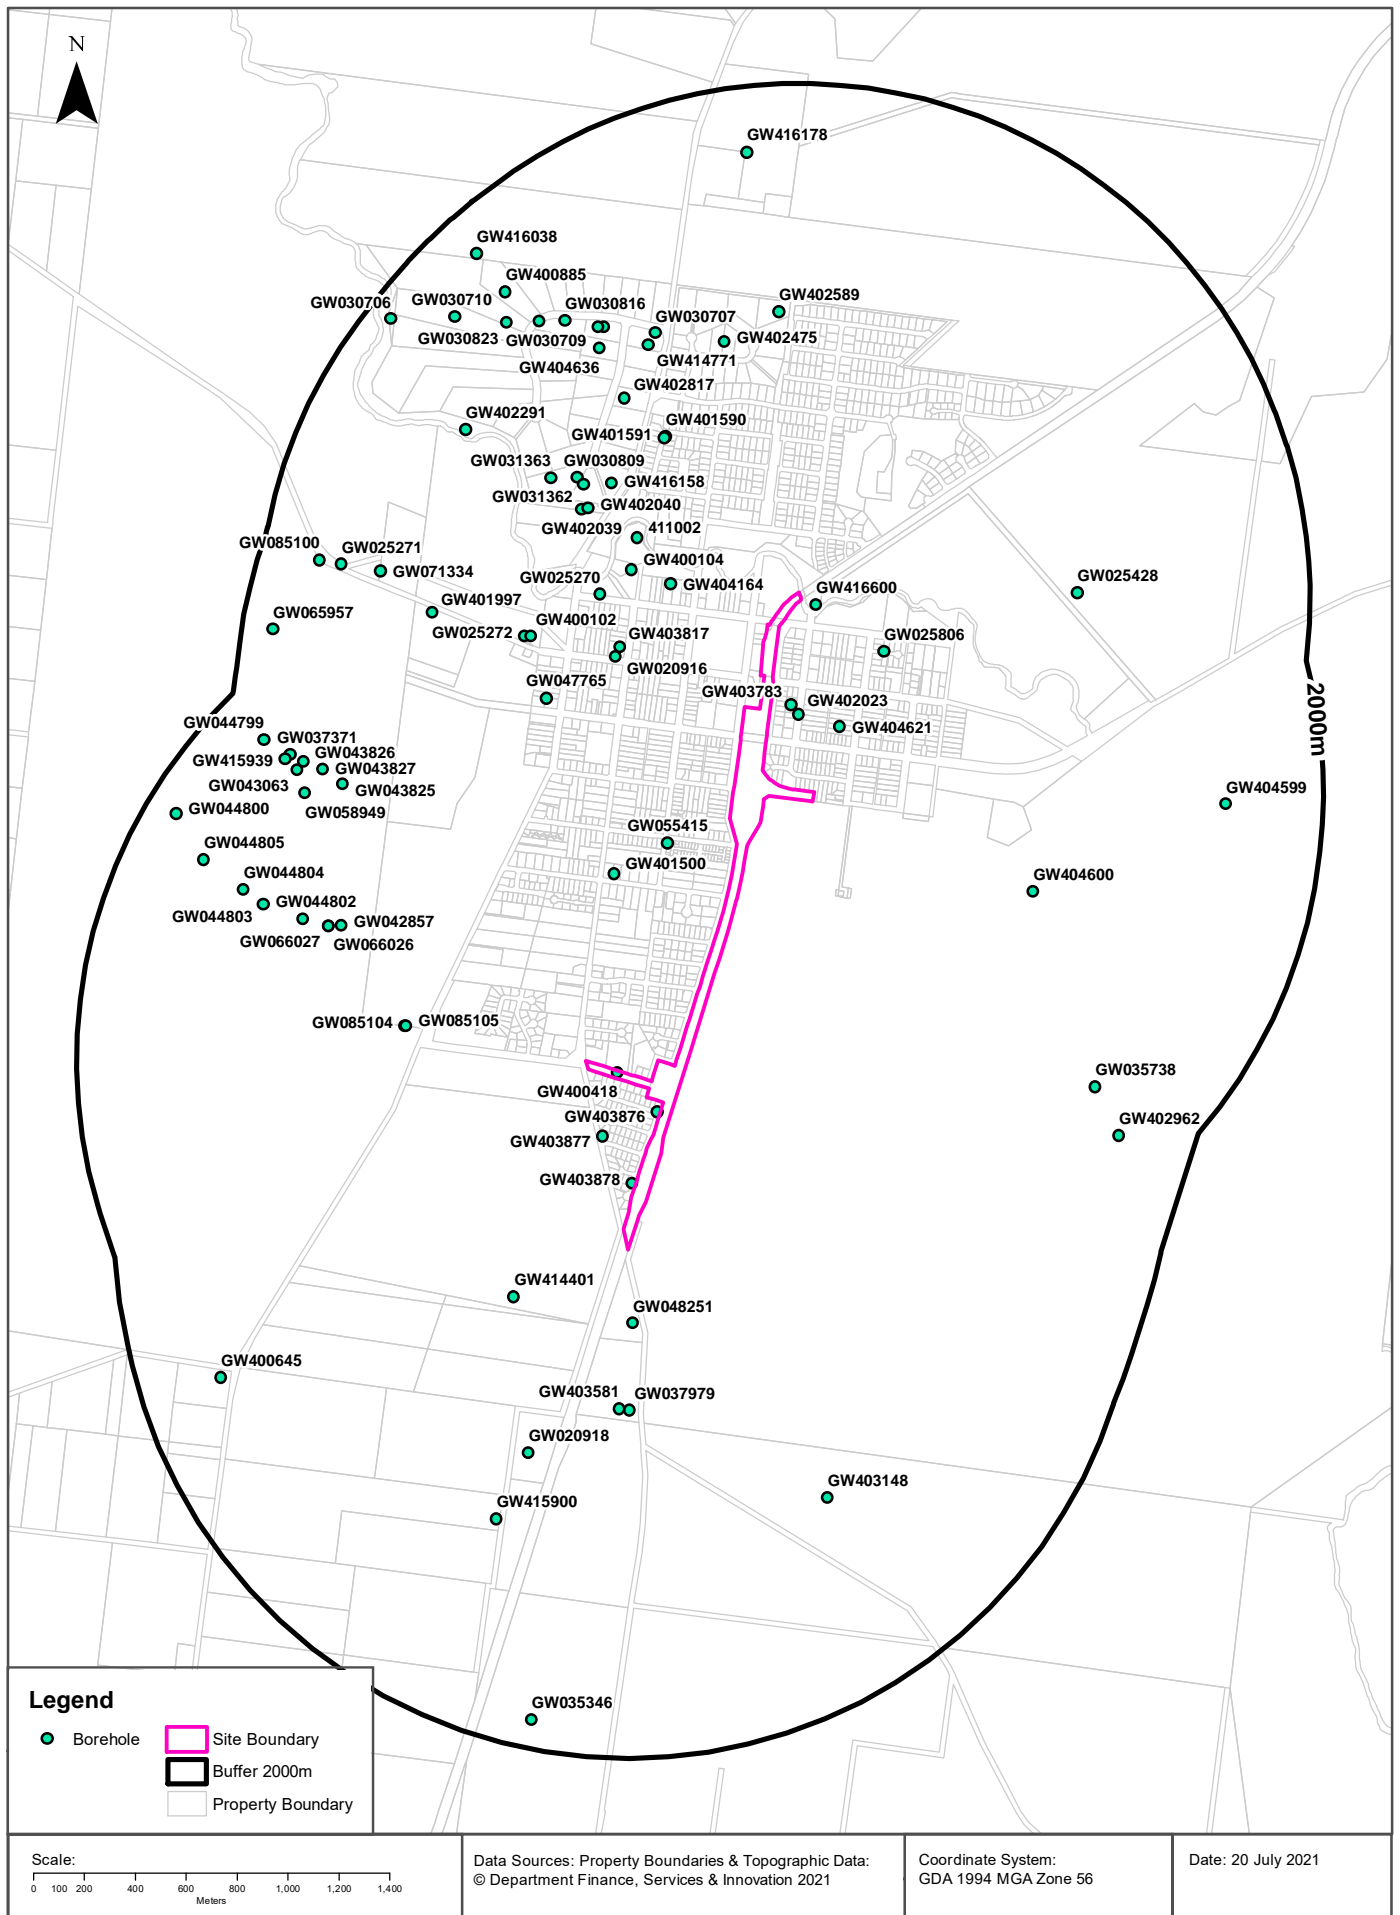 N
GW416178
GW416038
GW400885
GW402589
GW030706
GW030710
GW030816
GW030707
GW030823
GW030709
GW402475
GW414771
GW404636
GW402817
GW402291
GW401590
GW401591
GW031363
GW030809
GW416158
GW031362
GW402040
GW402039
411002
GW085100
GW025271
GW071334
GW400104
GW025270
GW404164
GW416600
GW025428
GW401997
GW065957
GW400102
GW025272
GW403817
GW025806
GW020916
GW047765
GW403783
GW402023
GW404621
2000m
GW044799
GW037371
GW415939
GW043826
GW043827
GW043063
GW043825
GW044800
GW058949
GW404599
GW055415
GW044805
GW401500
GW044804
GW404600
GW044802
GW044803
GW042857
GW066027
GW066026
GW085104
GW085105
GW035738
GW400418
GW403876
GW402962
GW403877
GW403878
GW414401
GW048251
GW400645
GW403581
GW037979
GW020918
GW403148
GW415900
GW035346
Legend
Borehole
Site Boundary
Buffer 2000m
Property Boundary
Scale:
0 100 200 400 600 800 1,000 1,200 1,400
Meters
Data Sources: Property Boundaries & Topographic Data:
© Department Finance, Services & Innovation 2021
Coordinate System:
GDA 1994 MGA Zone 56
Date: 20 July 2021